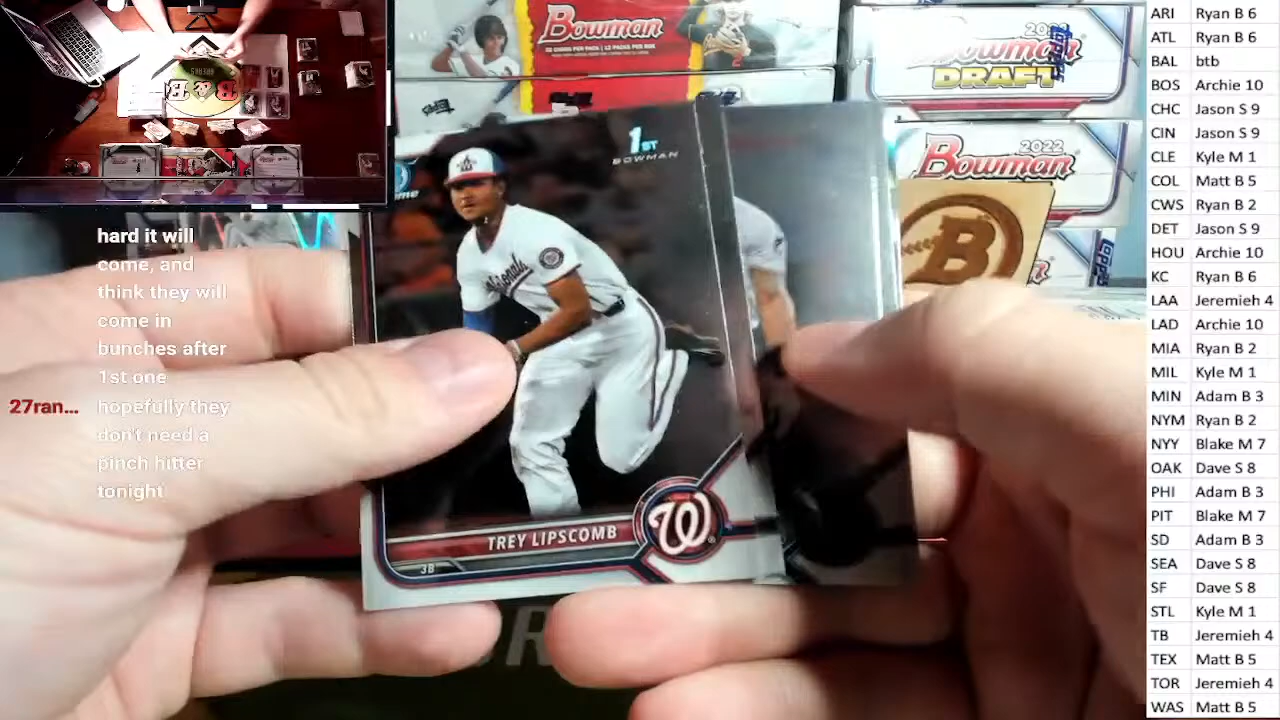 Bowman
2021
Bowman
DRAFT
2022
Bowman
B
topps
1ST
BOWMAN
me
TREY LIPSCOMB
3B
W
hard it will
come, and
think they will
come in
bunches after
1st one
27ran... hopefully they
don't need a
pinch hitter
tonight
ARI Ryan B 6
ATL Ryan B 6
BAL btb
BOS Archie 10
CHC Jason S 9
CIN Jason S 9
CLE Kyle M 1
COL Matt B 5
CWS Ryan B 2
DET Jason S 9
HOU Archie 10
KC Ryan B 6
LAA Jeremieh 4
LAD Archie 10
MIA Ryan B 2
MIL Kyle M 1
MIN Adam B 3
NYM Ryan B 2
NYY Blake M 7
OAK Dave S 8
PHI Adam B 3
PIT Blake M 7
SD Adam B 3
SEA Dave S 8
SF Dave S 8
STL Kyle M 1
TB Jeremieh 4
TEX Matt B 5
TOR Jeremieh 4
WAS Matt B 5